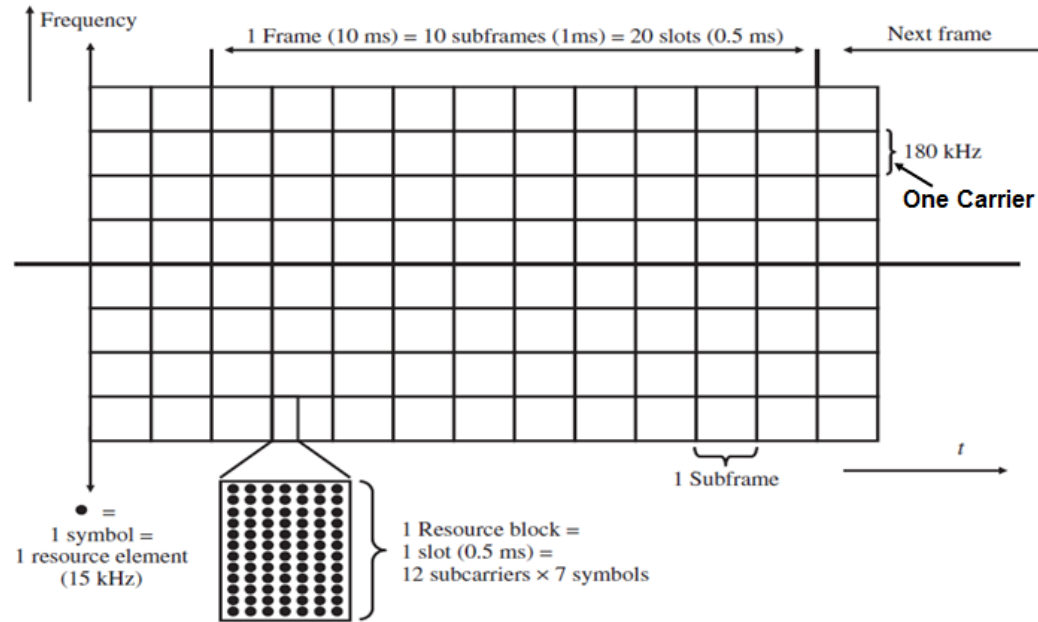 Frequency
1 Frame (10 ms) = 10 subframes (1ms) = 20 slots (0.5 ms)
Next frame
180 kHz
One Carrier
t
1 Subframe
=
1 symbol =
1 resource element
(15 kHz)
1 Resource block =
1 slot (0.5 ms) =
12 subcarriers × 7 symbols